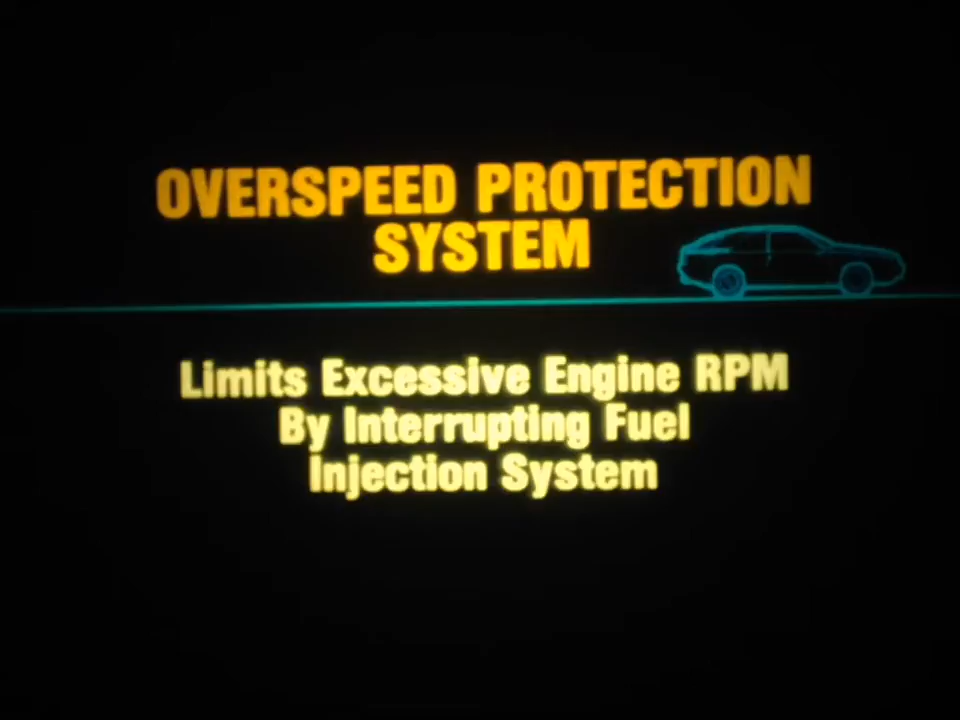 OVERSPEED PROTECTION
SYSTEM
Limits Excessive Engine RPM
By Interrupting Fuel
Injection System